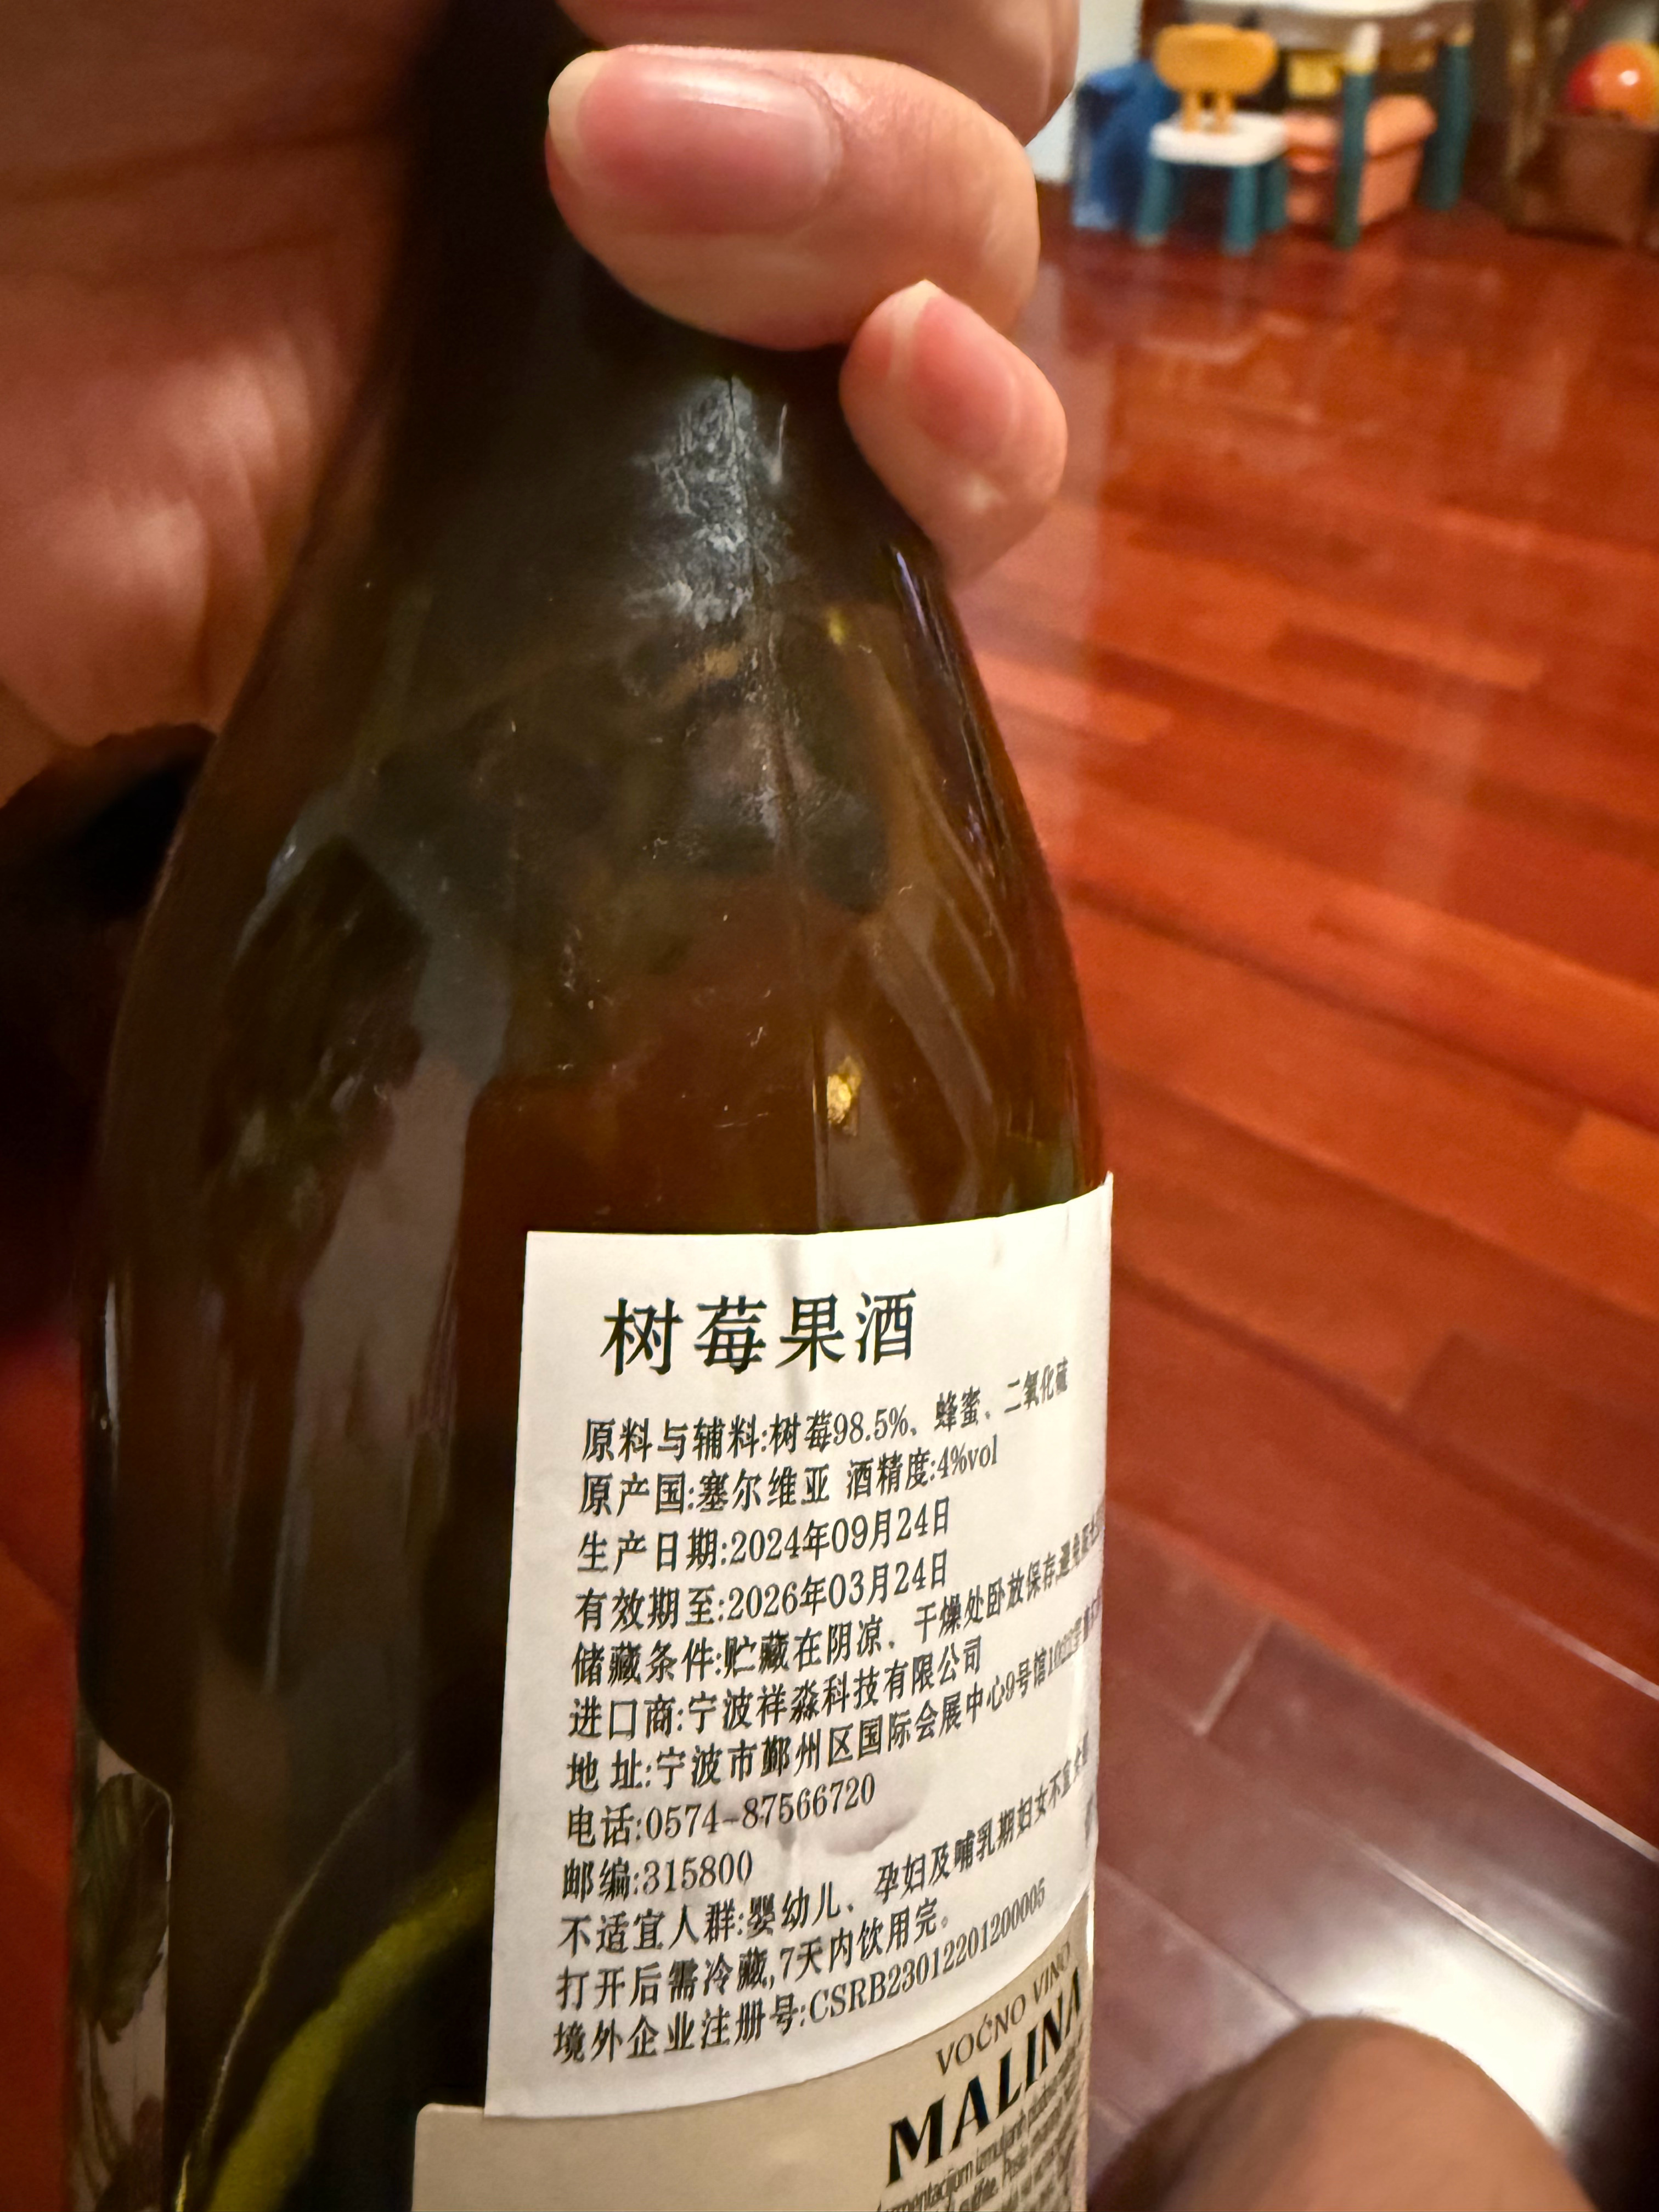 树莓果酒
原料与辅料:树莓98.5%、蜂蜜、二氧化硫
原产国:塞尔维亚 酒精度:4%vol
生产日期:2024年09月24日
有效期至:2026年03月24日
储藏条件:贮藏在阴凉、干燥处卧放保存,避免
进口商:宁波祥淼科技有限公司
地 址:宁波市鄞州区国际会展中心9号馆
电话:0574-87566720
邮编:315800
不适宜人群:婴幼儿、孕妇及哺乳期妇女不宜
打开后需冷藏,7天内饮用完。
境外企业注册号:CSRB23012201200005
VOĆNO VINO
MALINA